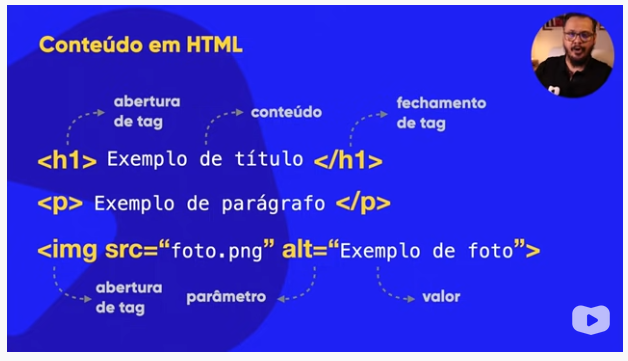 Conteúdo em HTML
abertura
de tag
conteúdo
fechamento
de tag
<h1> Exemplo de título </h1>
<p> Exemplo de parágrafo </p>
<img src=“foto.png” alt=“Exemplo de foto”>
abertura
de tag
parâmetro
valor